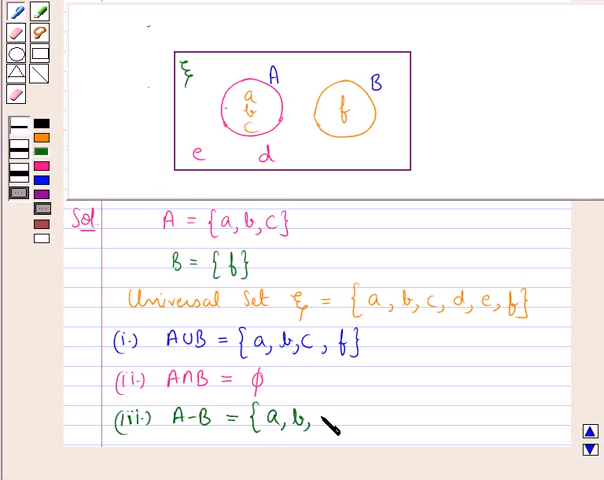 ξ
A
B
a
b
c
f
e
d
Sol.
A = {a, b, c}
B = {f}
Universal Set ξ = {a, b, c, d, e, f}
(i.) A∪B = {a, b, c, f}
(ii.) A∩B = ϕ
(iii.) A-B = {a, b,